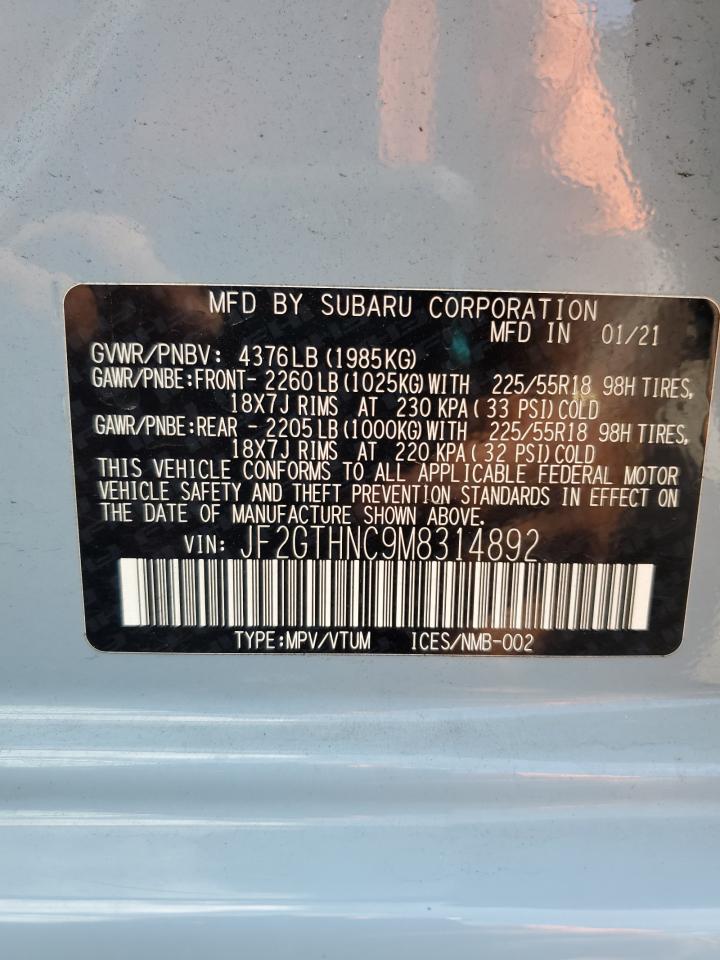 MFD BY SUBARU CORPORATION
MFD IN 01/21
GVWR/PNBV: 4376LB (1985KG)
GAWR/PNBE:FRONT- 2260 LB (1025KG) WITH 225/55R18 98H TIRES,
18X7J RIMS AT 230 KPA ( 33 PSI) COLD
GAWR/PNBE:REAR - 2205 LB (1000KG) WITH 225/55R18 98H TIRES,
18X7J RIMS AT 220 KPA ( 32 PSI) COLD
THIS VEHICLE CONFORMS TO ALL APPLICABLE FEDERAL MOTOR
VEHICLE SAFETY AND THEFT PREVENTION STANDARDS IN EFFECT ON
THE DATE OF MANUFACTURE SHOWN ABOVE.
VIN: JF2GTHNC9M8314892
TYPE:MPV/VTUM ICES/NMB-002